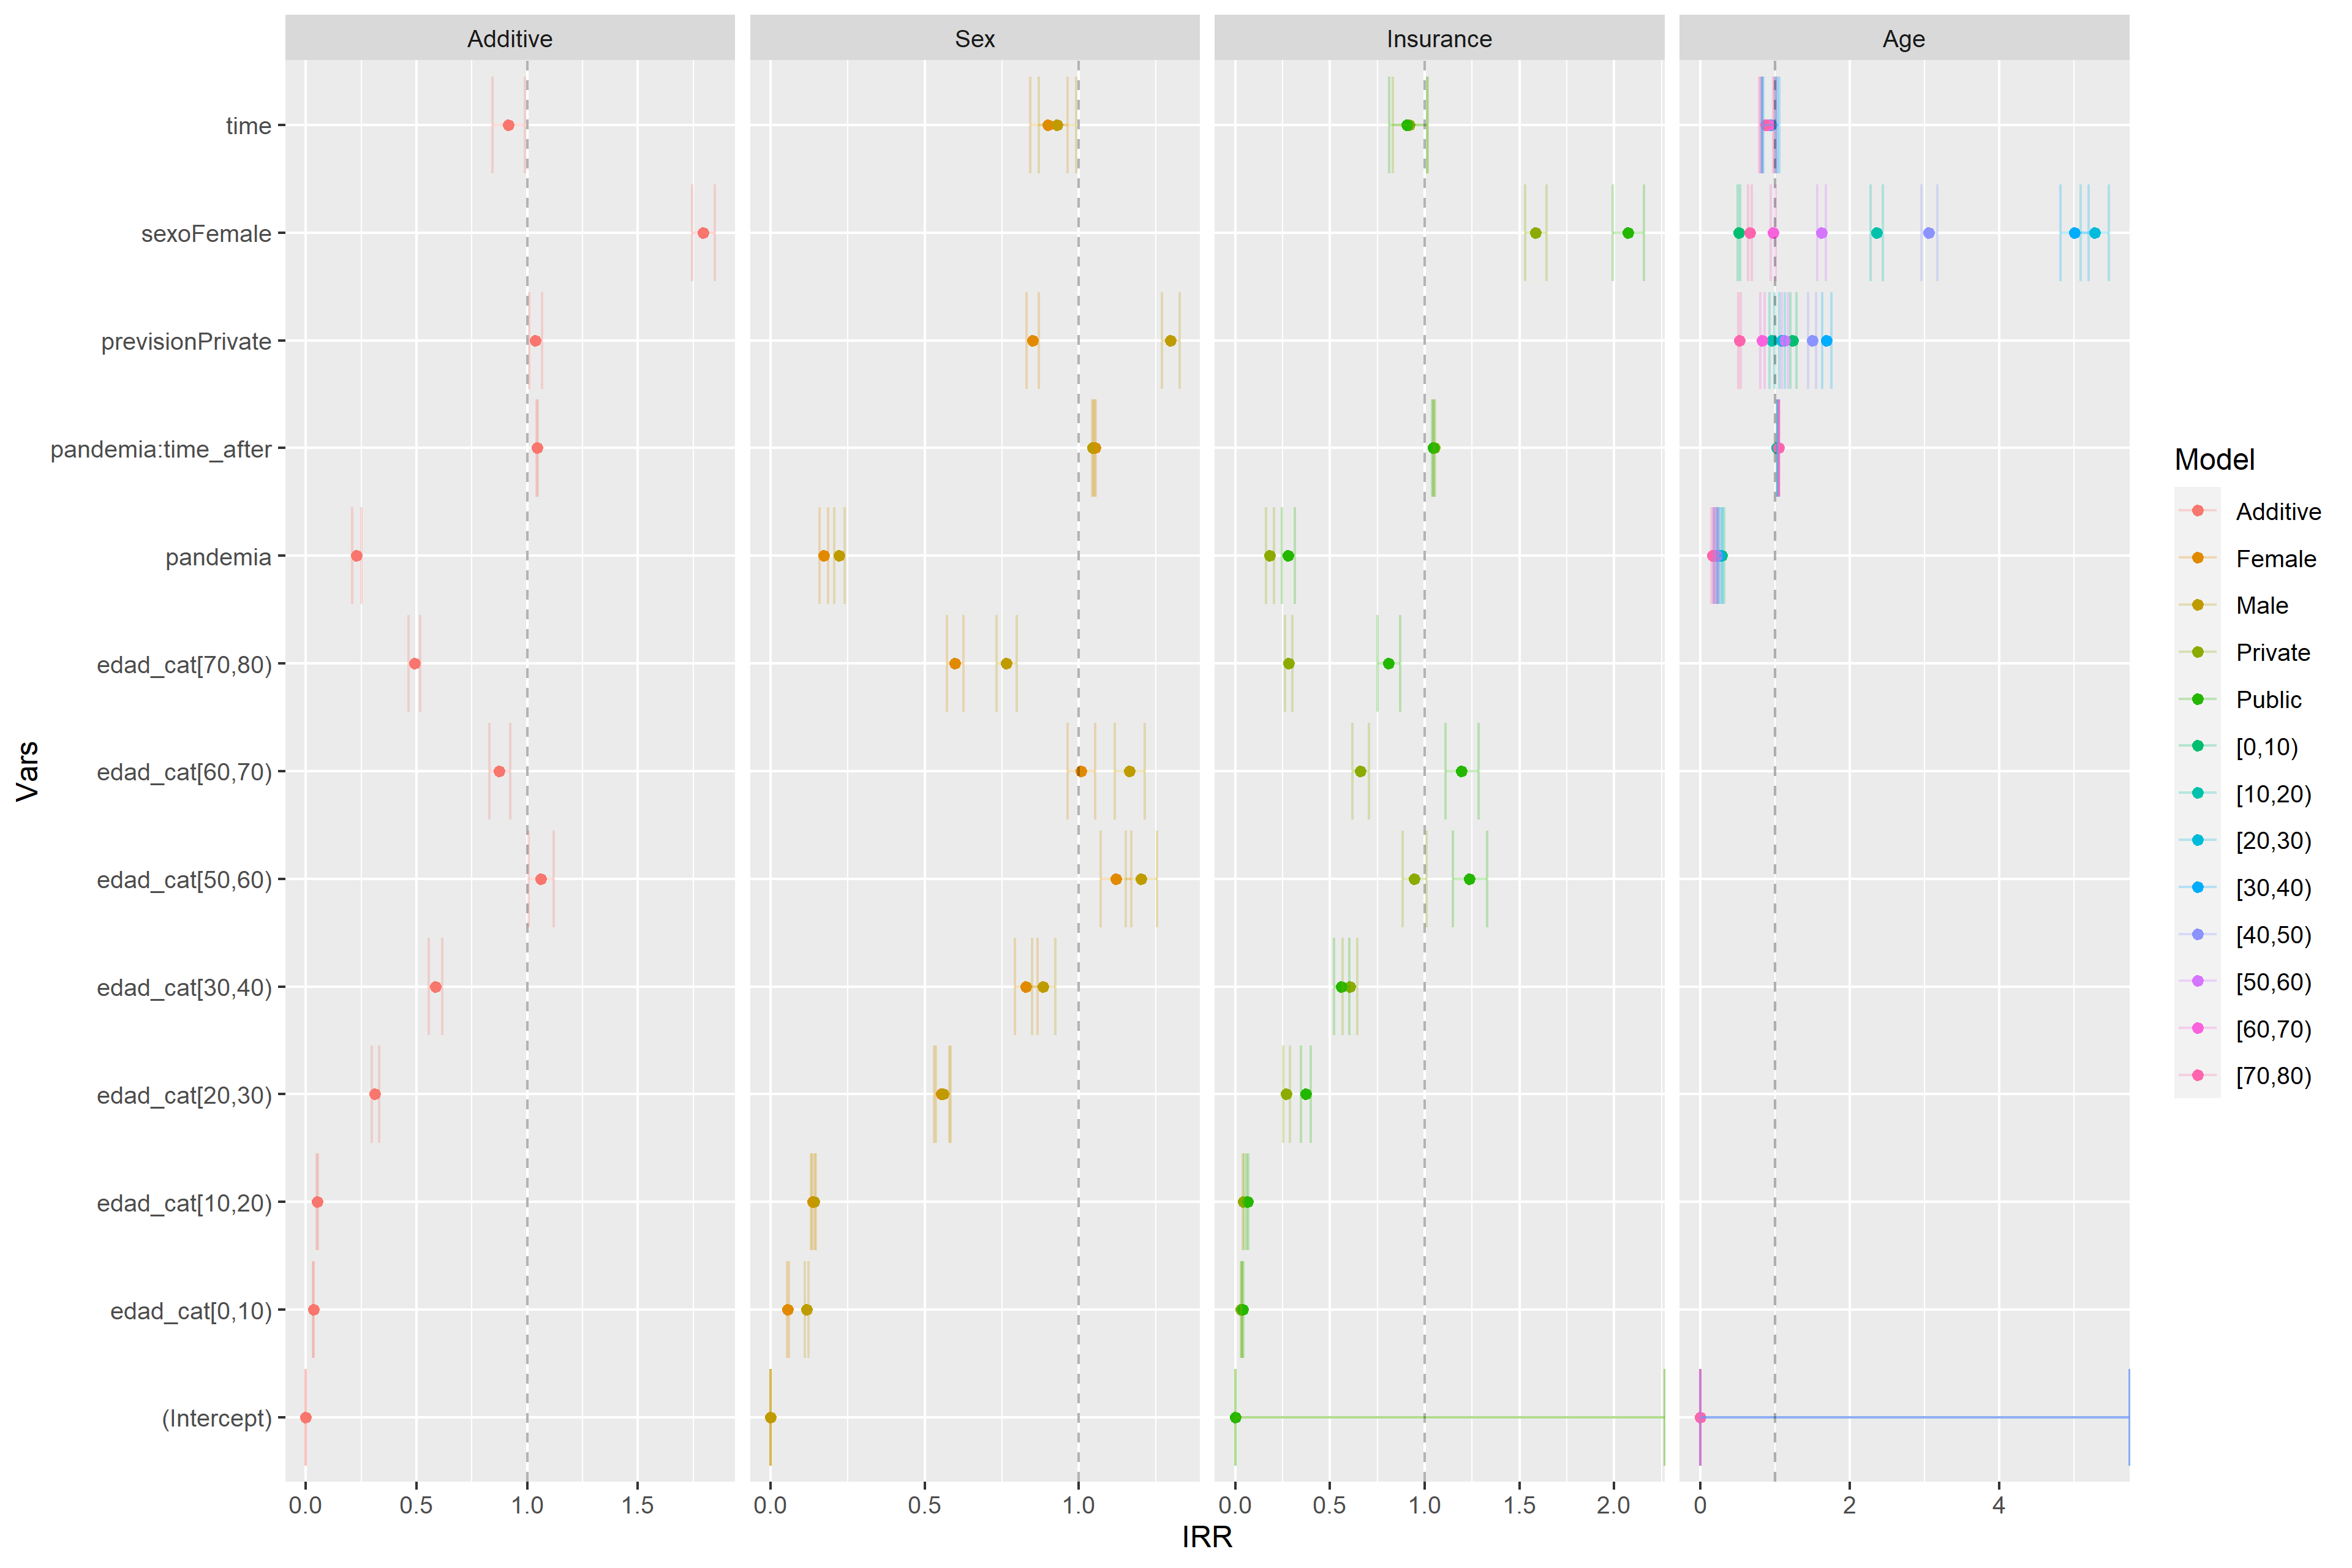 Additive Sex Insurance Age
time
sexoFemale
previsionPrivate
pandemia:time_after
pandemia
edad_cat[70,80)
edad_cat[60,70)
edad_cat[50,60)
edad_cat[30,40)
edad_cat[20,30)
edad_cat[10,20)
edad_cat[0,10)
(Intercept)
Vars
0.0 0.5 1.0 1.5 0.0 0.5 1.0 0.0 0.5 1.0 1.5 2.0 0 2 4
IRR
Model
Additive
Female
Male
Private
Public
[0,10)
[10,20)
[20,30)
[30,40)
[40,50)
[50,60)
[60,70)
[70,80)